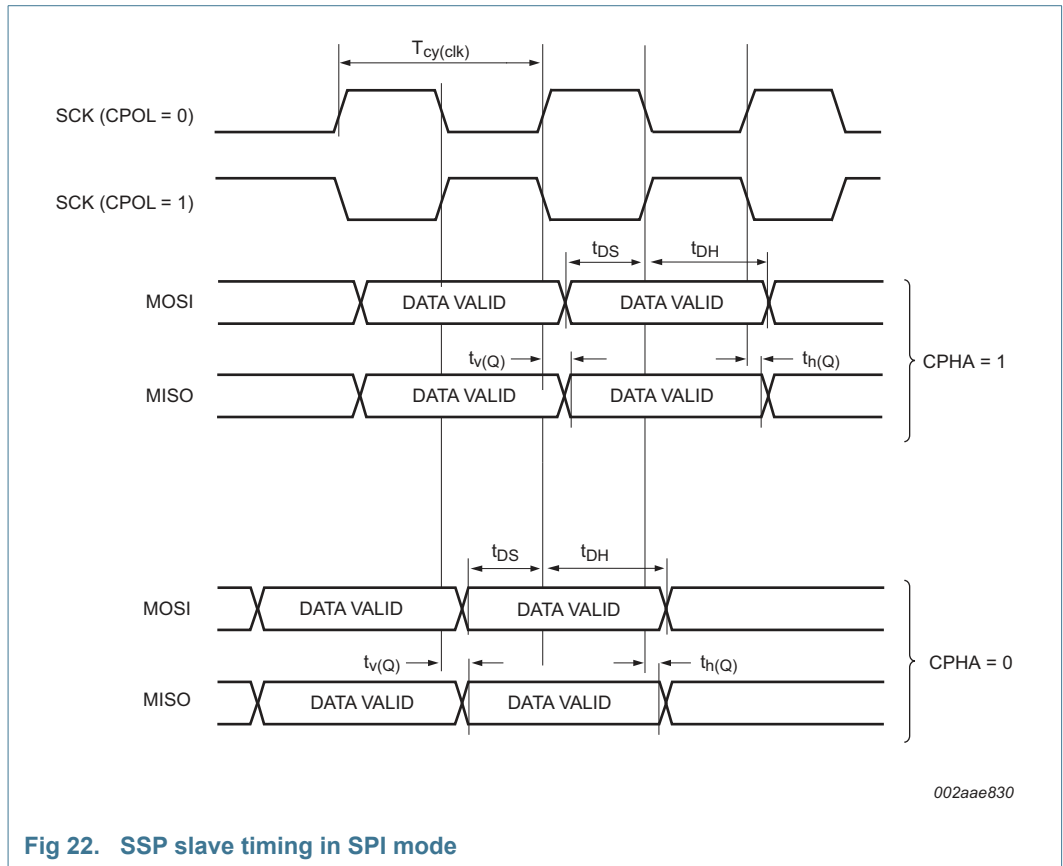 Tcy(clk)
SCK (CPOL = 0)
SCK (CPOL = 1)
tDS tDH
MOSI DATA VALID DATA VALID
tv(Q) th(Q)
CPHA = 1
MISO DATA VALID DATA VALID
tDS tDH
MOSI DATA VALID DATA VALID
tv(Q) th(Q)
CPHA = 0
MISO DATA VALID DATA VALID
002aae830
Fig 22. SSP slave timing in SPI mode